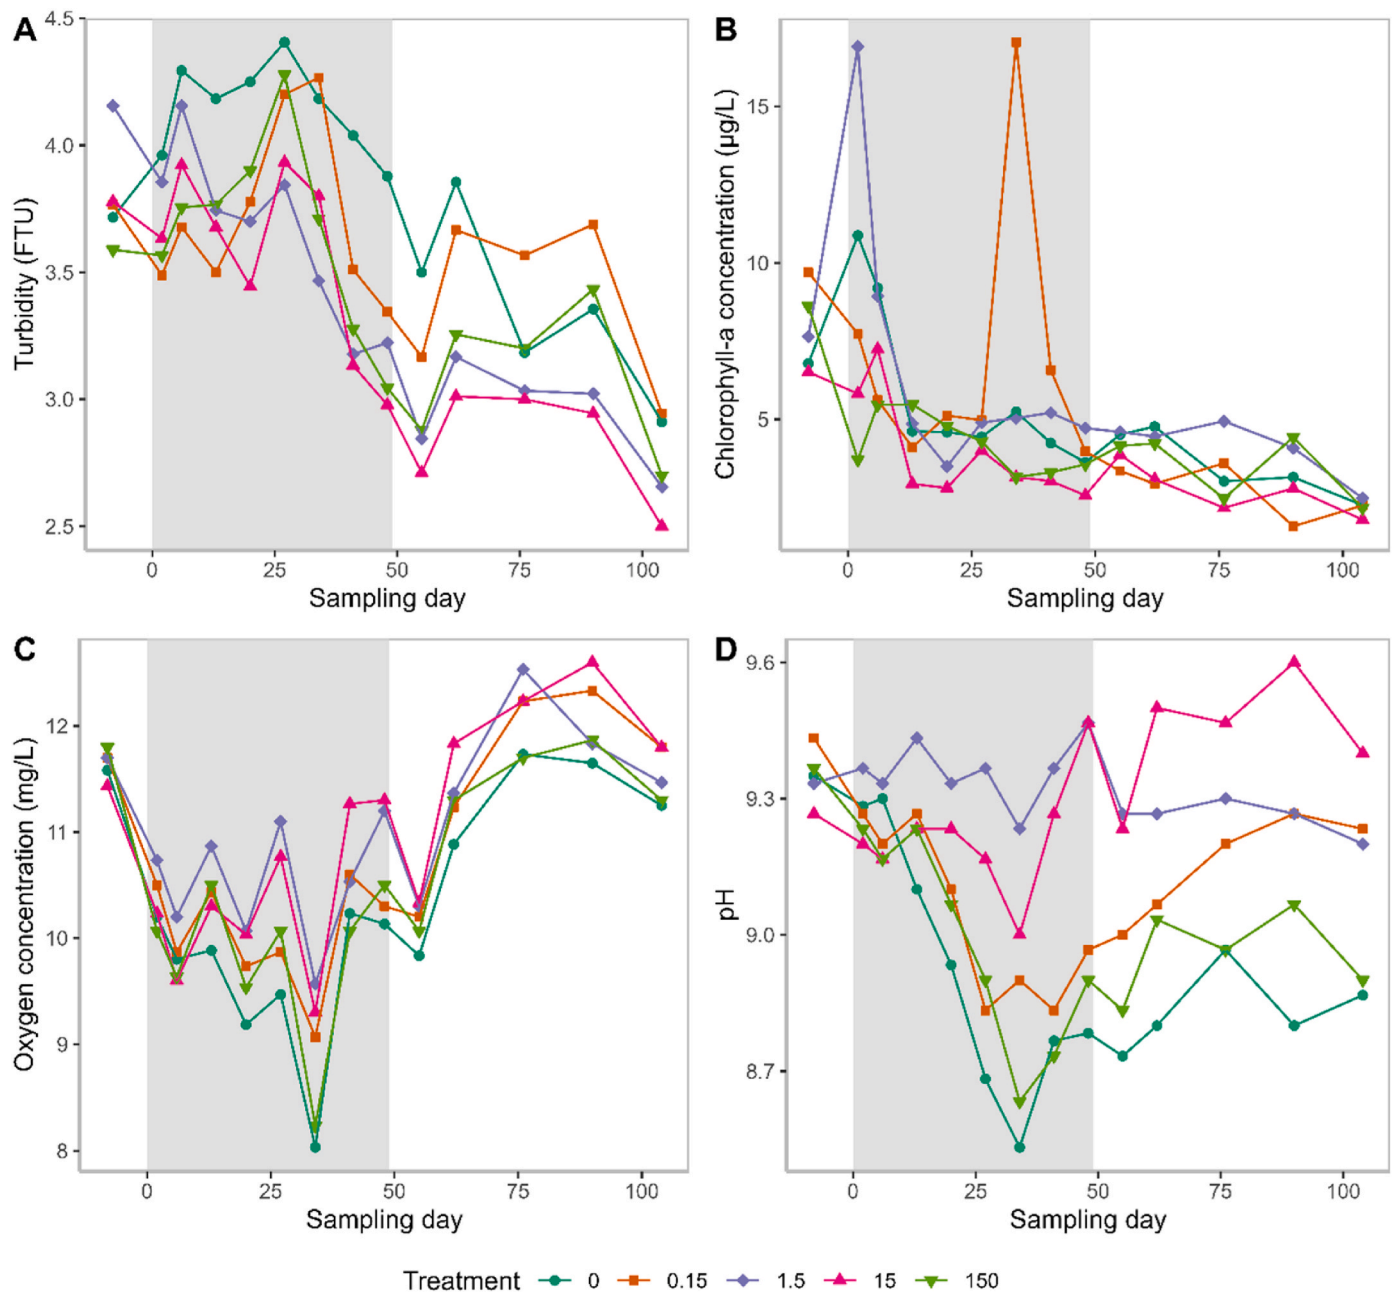 A
4.5
4.0
3.5
3.0
2.5
Turbidity (FTU)
0 25 50 75 100
Sampling day
B
15
10
5
Chlorophyll-a concentration (µg/L)
0 25 50 75 100
Sampling day
C
12
11
10
9
8
Oxygen concentration (mg/L)
0 25 50 75 100
Sampling day
D
9.6
9.3
9.0
8.7
pH
0 25 50 75 100
Sampling day
Treatment 0 0.15 1.5 15 150